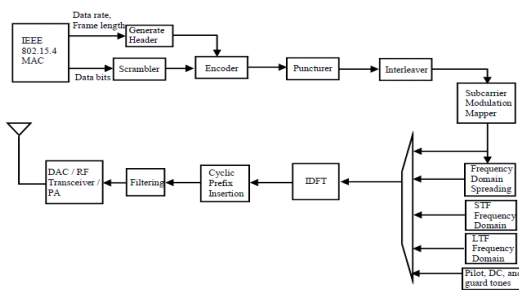 Data rate,
Frame length
IEEE
802.15.4
MAC
Generate
Header
Data bits
Scrambler
Encoder
Puncturer
Interleaver
Subcarrier
Modulation
Mapper
DAC / RF
Transceiver /
PA
Filtering
Cyclic
Prefix
Insertion
IDFT
Frequency
Domain
Spreading
STF
Frequency
Domain
LTF
Frequency
Domain
Pilot, DC, and
guard tones